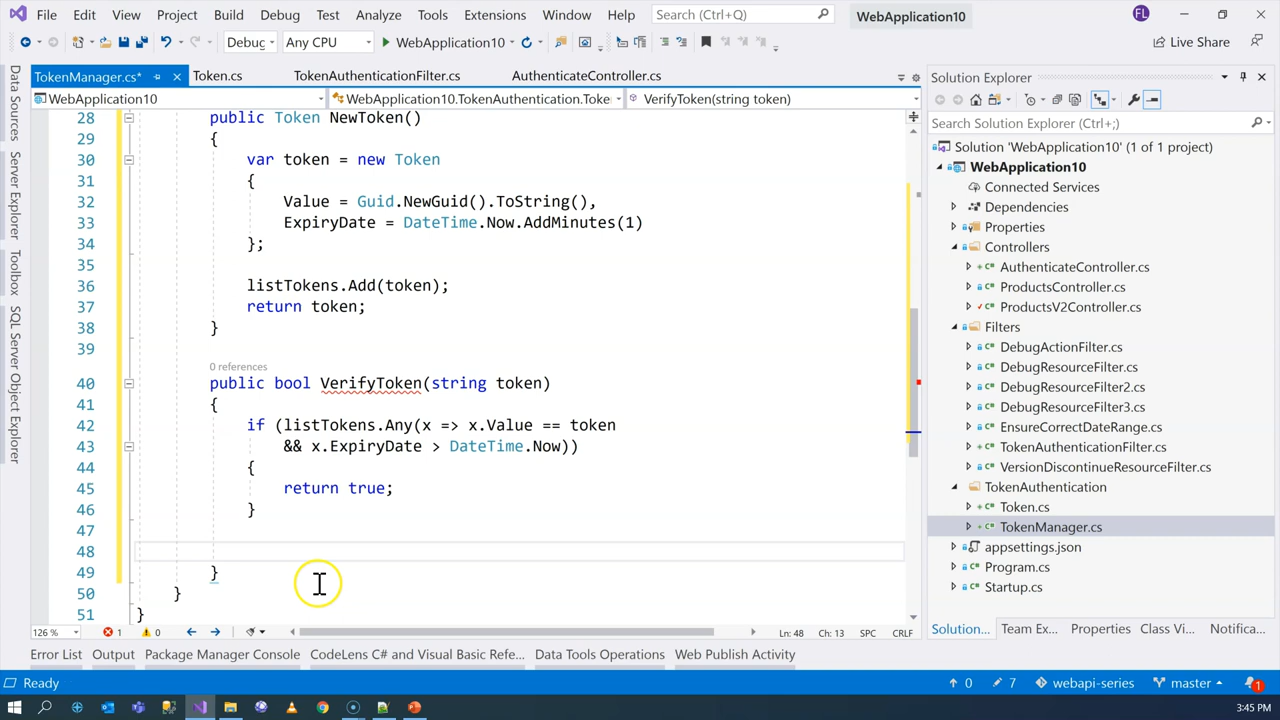 File Edit View Project Build Debug Test Analyze Tools Extensions Window Help Search (Ctrl+Q) WebApplication10 FL
Debug Any CPU WebApplication10 Live Share
TokenManager.cs* Token.cs TokenAuthenticationFilter.cs AuthenticateController.cs
WebApplication10 WebApplication10.TokenAuthentication.Toke VerifyToken(string token)
Data Sources
Server Explorer
Toolbox
SQL Server Object Explorer
28 public Token NewToken()
29 {
30 var token = new Token
31 {
32 Value = Guid.NewGuid().ToString(),
33 ExpiryDate = DateTime.Now.AddMinutes(1)
34 };
35
36 listTokens.Add(token);
37 return token;
38 }
39
0 references
40 public bool VerifyToken(string token)
41 {
42 if (listTokens.Any(x => x.Value == token
43 && x.ExpiryDate > DateTime.Now))
44 {
45 return true;
46 }
47
48
49 }
50 }
51 }
126 % 1 0 Ln: 48 Ch: 13 SPC CRLF
Solution Explorer
Search Solution Explorer (Ctrl+;)
Solution 'WebApplication10' (1 of 1 project)
WebApplication10
Connected Services
Dependencies
Properties
Controllers
AuthenticateController.cs
ProductsController.cs
ProductsV2Controller.cs
Filters
DebugActionFilter.cs
DebugResourceFilter.cs
DebugResourceFilter2.cs
DebugResourceFilter3.cs
EnsureCorrectDateRange.cs
TokenAuthenticationFilter.cs
VersionDiscontinueResourceFilter.cs
TokenAuthentication
Token.cs
TokenManager.cs
appsettings.json
Program.cs
Startup.cs
Solution... Team Ex... Properties Class Vi... Notifica...
Error List Output Package Manager Console CodeLens C# and Visual Basic Refe... Data Tools Operations Web Publish Activity
Ready 0 7 webapi-series master 1
3:45 PM